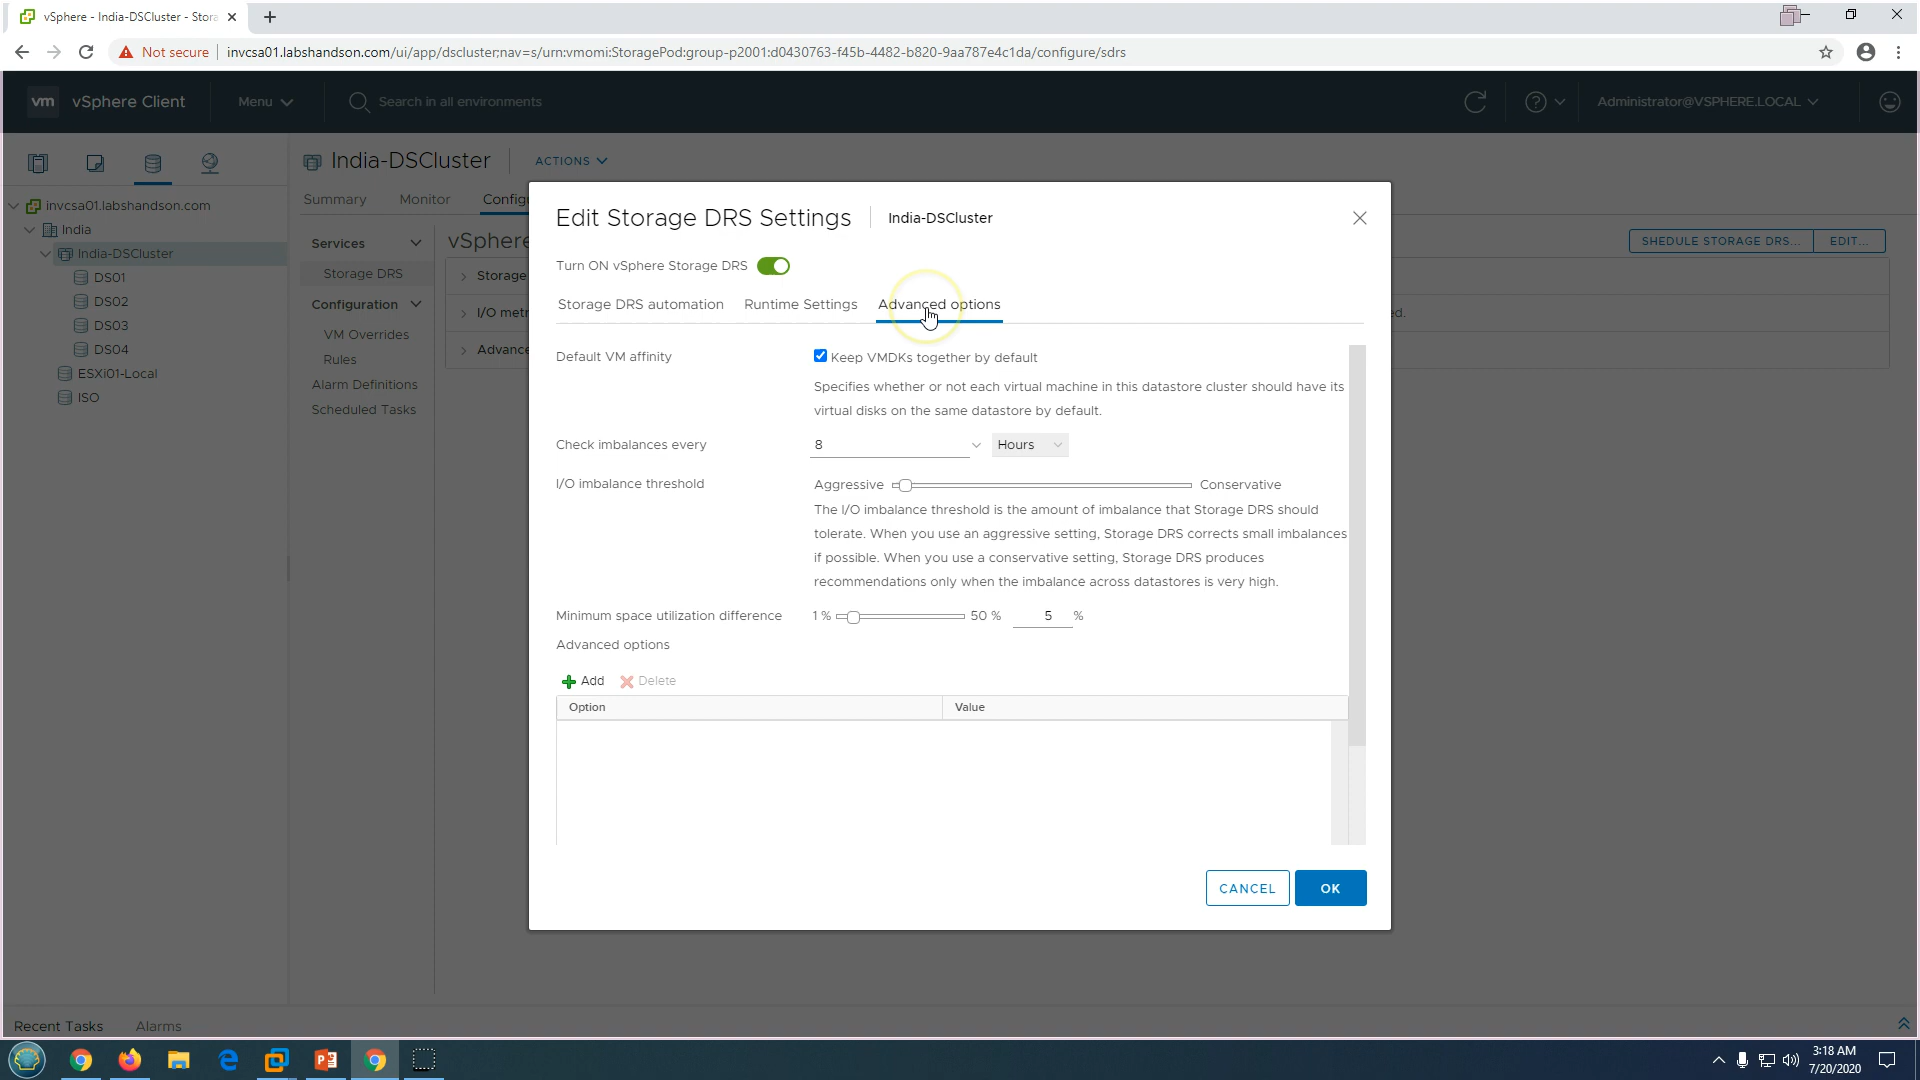 vSphere - India-DSCluster - Stora
Not secure
invcsa01.labshandson.com/ui/app/dscluster;nav=s/urn:vmomi:StoragePod:group-p2001:d0430763-f45b-4482-b820-9aa787e4c1da/configure/sdrs
vm vSphere Client Menu Search in all environments Administrator@VSPHERE.LOCAL
India-DSCluster ACTIONS
Summary Monitor Config
invcsa01.labshandson.com
India
India-DSCluster
DS01
DS02
DS03
DS04
ESXi01-Local
ISO
Services
Storage DRS
Configuration
VM Overrides
Rules
Alarm Definitions
Scheduled Tasks
vSphere
SHEDULE STORAGE DRS... EDIT...
Storage
I/O metr
ed.
Advance
Edit Storage DRS Settings India-DSCluster
Turn ON vSphere Storage DRS
Storage DRS automation Runtime Settings Advanced options
Default VM affinity
Keep VMDKs together by default
Specifies whether or not each virtual machine in this datastore cluster should have its
virtual disks on the same datastore by default.
Check imbalances every 8 Hours
I/O imbalance threshold Aggressive Conservative
The I/O imbalance threshold is the amount of imbalance that Storage DRS should
tolerate. When you use an aggressive setting, Storage DRS corrects small imbalances
if possible. When you use a conservative setting, Storage DRS produces
recommendations only when the imbalance across datastores is very high.
Minimum space utilization difference 1 % 50 % 5 %
Advanced options
Add Delete
Option Value
CANCEL OK
Recent Tasks Alarms
3:18 AM
7/20/2020